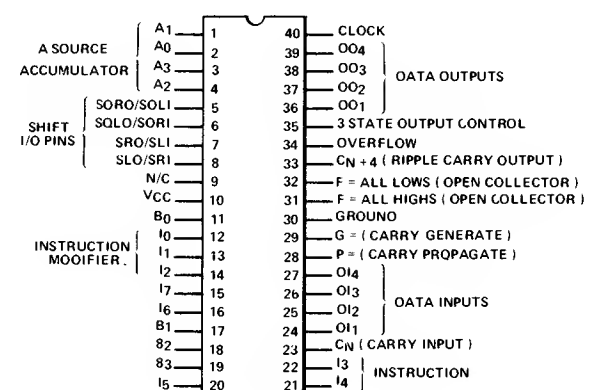 A1 1 40 CLOCK
A SOURCE A0 2 39 OO4
ACCUMULATOR A3 3 38 OO3 OATA OUTPUTS
A2 4 37 OO2
SORO/SOLI 5 36 OO1
SHIFT SQLO/SORI 6 35 3 STATE OUTPUT CONTROL
I/O PINS SRO/SLI 7 34 OVERFLOW
SLO/SRI 8 33 CN + 4 ( RIPPLE CARRY OUTPUT )
N/C 9 32 F = ALL LOWS ( OPEN COLLECTOR )
VCC 10 31 F = ALL HIGHS ( OPEN COLLECTOR )
B0 11 30 GROUNO
I0 12 29 G = ( CARRY GENERATE )
INSTRUCTION I1 13 28 P = ( CARRY PROPAGATE )
MOOIFIER. I2 14 27 OI4
I7 15 26 OI3 OATA INPUTS
I6 16 25 OI2
B1 17 24 OI1
82 18 23 CN ( CARRY INPUT )
83 19 22 I3 INSTRUCTION
I5 20 21 I4